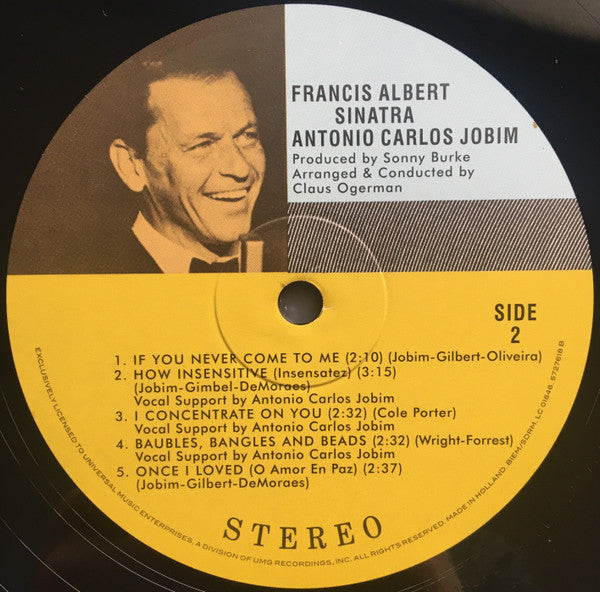 FRANCIS ALBERT
SINATRA
ANTONIO CARLOS JOBIM
Produced by Sonny Burke
Arranged & Conducted by
Claus Ogerman
SIDE
2
1. IF YOU NEVER COME TO ME (2:10) (Jobim-Gilbert-Oliveira)
2. HOW INSENSITIVE (Insensatez) (3:15)
(Jobim-Gimbel-DeMoraes)
Vocal Support by Antonio Carlos Jobim
3. I CONCENTRATE ON YOU (2:32) (Cole Porter)
Vocal Support by Antonio Carlos Jobim
4. BAUBLES, BANGLES AND BEADS (2:32) (Wright-Forrest)
Vocal Support by Antonio Carlos Jobim
5. ONCE I LOVED (O Amor En Paz) (2:37)
(Jobim-Gilbert-DeMoraes)
STEREO
EXCLUSIVELY LICENSED TO UNIVERSAL MUSIC ENTERPRISES, A DIVISION OF UMG RECORDINGS, INC. ALL RIGHTS RESERVED. MADE IN HOLLAND. BIEM/SDRM. LC 01846. 5727618 B